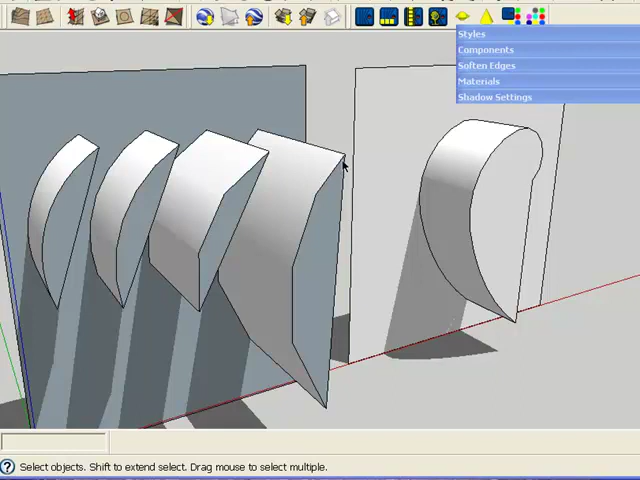 Styles
Components
Soften Edges
Materials
Shadow Settings
Select objects. Shift to extend select. Drag mouse to select multiple.